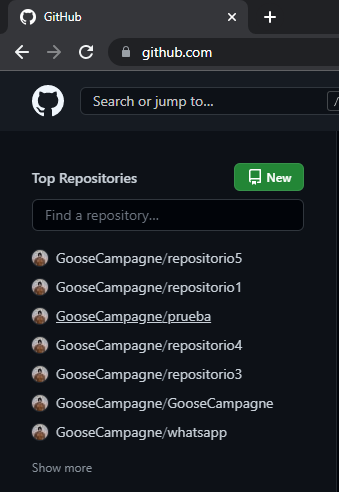 GitHub
github.com
Search or jump to...
/
Top Repositories
New
Find a repository...
GooseCampagne/repositorio5
GooseCampagne/repositorio1
GooseCampagne/prueba
GooseCampagne/repositorio4
GooseCampagne/repositorio3
GooseCampagne/GooseCampagne
GooseCampagne/whatsapp
Show more